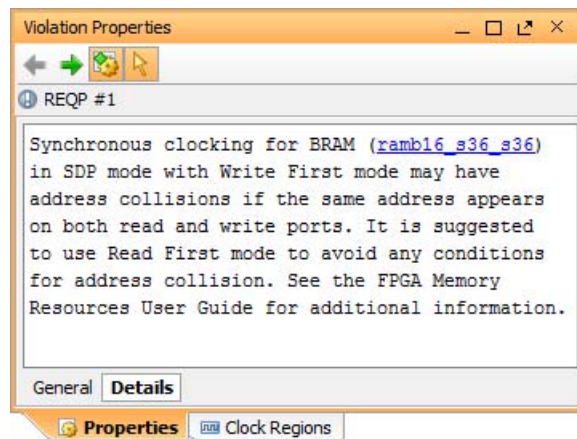 Violation Properties
REQP #1
Synchronous clocking for BRAM (ramb16_s36_s36)
in SDP mode with Write First mode may have
address collisions if the same address appears
on both read and write ports. It is suggested
to use Read First mode to avoid any conditions
for address collision. See the FPGA Memory
Resources User Guide for additional information.
General Details
Properties Clock Regions